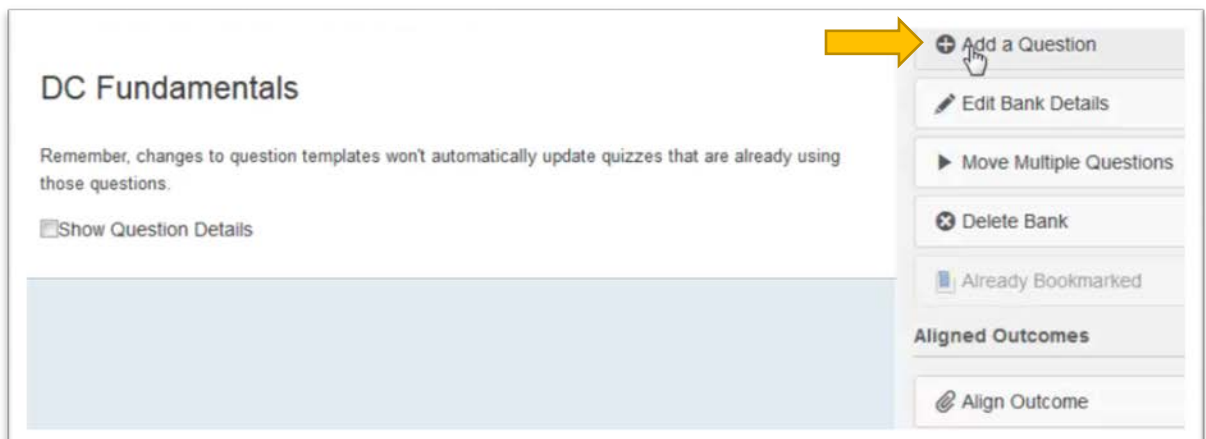 DC Fundamentals
Remember, changes to question templates won't automatically update quizzes that are already using
those questions.
Show Question Details
Add a Question
Edit Bank Details
Move Multiple Questions
Delete Bank
Already Bookmarked
Aligned Outcomes
Align Outcome